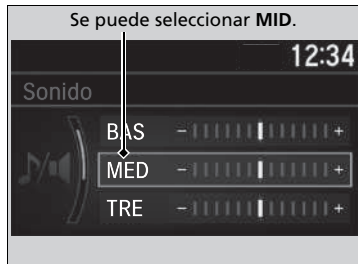 Se puede seleccionar MID.
12:34
Sonido
BAS - +
MED - +
TRE - +